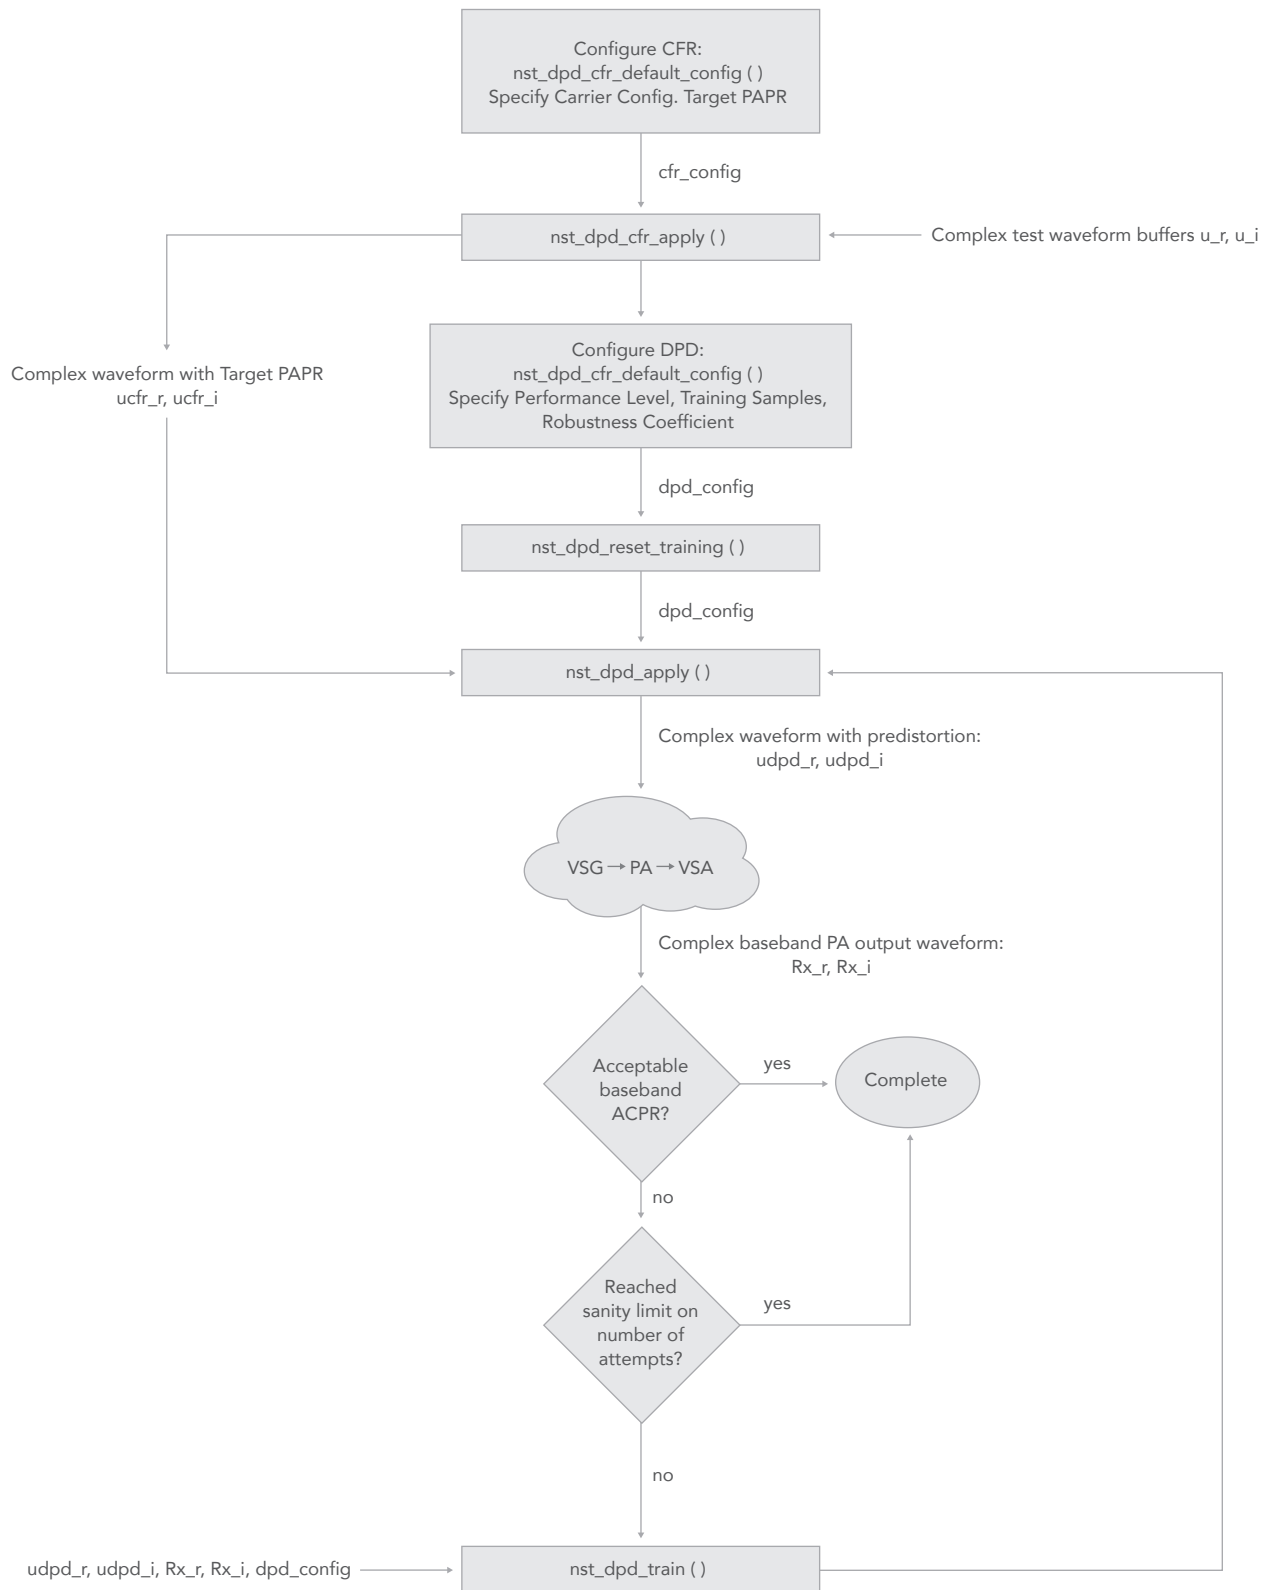 Configure CFR:
nst_dpd_cfr_default_config ( )
Specify Carrier Config. Target PAPR
cfr_config
nst_dpd_cfr_apply ( )
Complex test waveform buffers u_r, u_i
Configure DPD:
nst_dpd_cfr_default_config ( )
Specify Performance Level, Training Samples,
Robustness Coefficient
Complex waveform with Target PAPR
ucfr_r, ucfr_i
dpd_config
nst_dpd_reset_training ( )
dpd_config
nst_dpd_apply ( )
Complex waveform with predistortion:
udpd_r, udpd_i
VSG → PA → VSA
Complex baseband PA output waveform:
Rx_r, Rx_i
Acceptable
baseband
ACPR?
yes
Complete
no
Reached
sanity limit on
number of
attempts?
yes
no
udpd_r, udpd_i, Rx_r, Rx_i, dpd_config
nst_dpd_train ( )